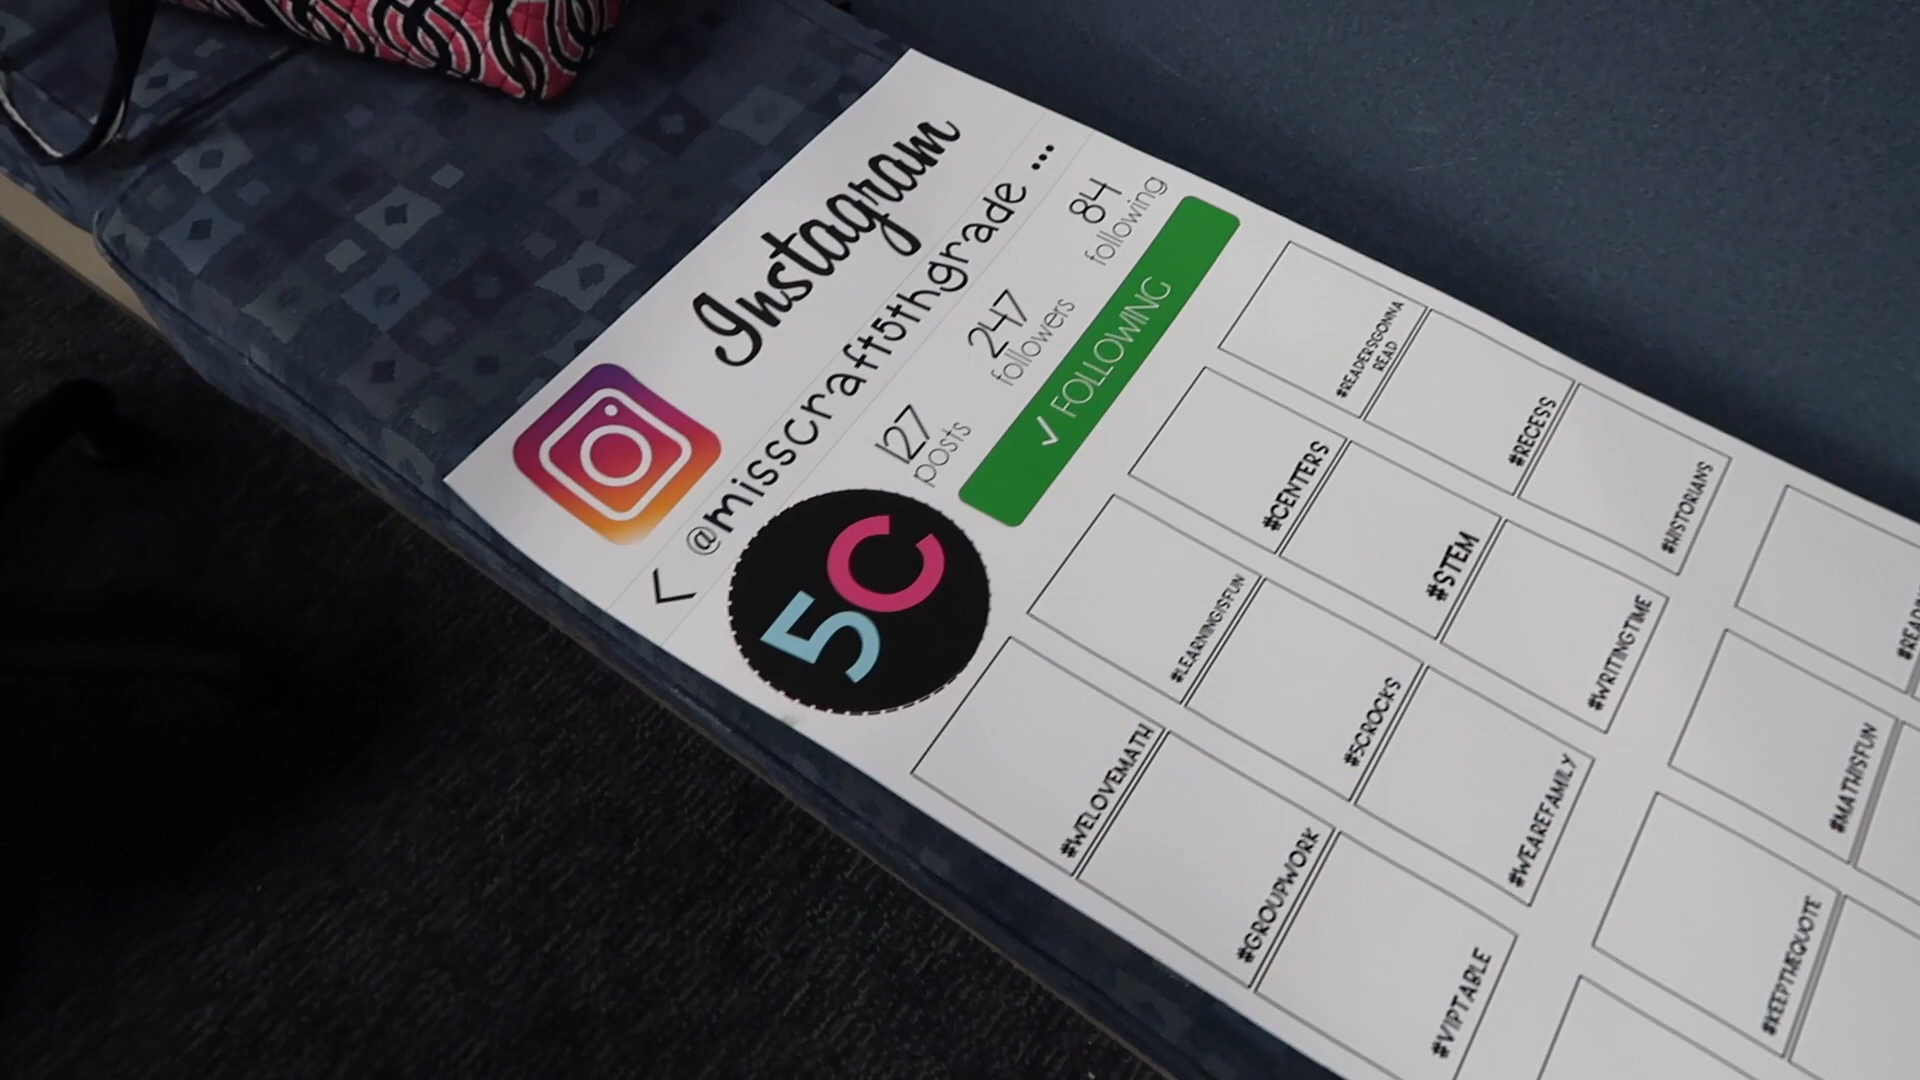 Instagram
< @misscraft5thgrade ...
5C
127 247 84
posts followers following
✓ FOLLOWING
#WELOVEMATH
#LEARNINGISFUN
#CENTERS
#READERSGONNA
READ
#GROUPWORK
#5CROCKS
#STEM
#RECESS
#VIPTABLE
#WEAREFAMILY
#WRITINGTIME
#HISTORIANS
#KEEPTHEQUOTE
#MATHISFUN